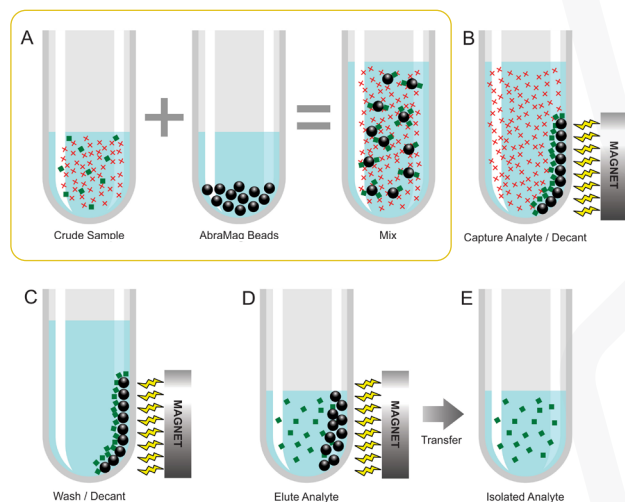 A
B
Crude Sample
AbraMag Beads
Mix
MAGNET
Capture Analyte / Decant
C
D
E
MAGNET
MAGNET
Transfer
Wash / Decant
Elute Analyte
Isolated Analyte